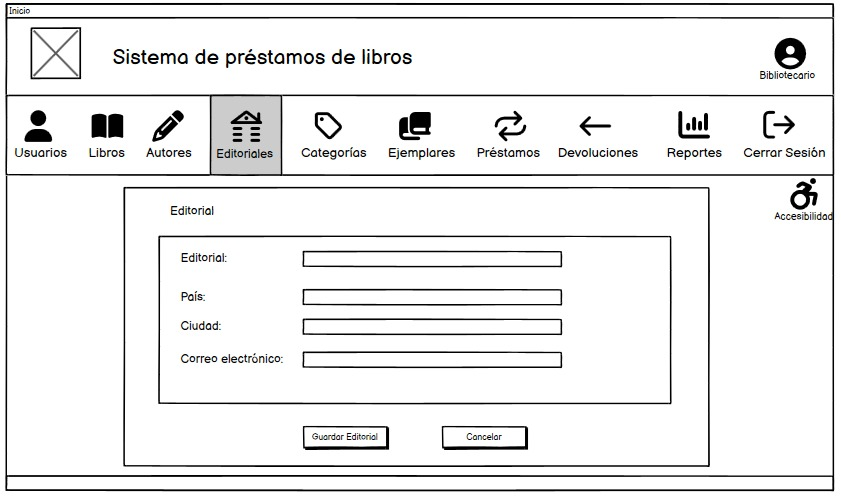 Inicio
Sistema de préstamos de libros
Bibliotecario
Usuarios Libros Autores Editoriales Categorías Ejemplares Préstamos Devoluciones Reportes Cerrar Sesión
Accesibilidad
Editorial
Editorial:
País:
Ciudad:
Correo electrónico:
Guardar Editorial Cancelar